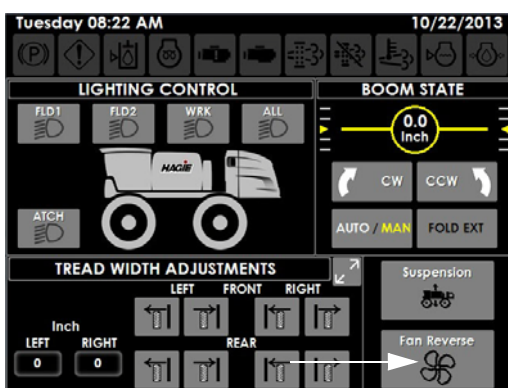 Tuesday 08:22 AM 10/22/2013
(P)
LIGHTING CONTROL
FLD1 FLD2 WRK ALL
HAGIE
ATCH
BOOM STATE
0.0
Inch
CW CCW
AUTO / MAN FOLD EXT
TREAD WIDTH ADJUSTMENTS
LEFT FRONT RIGHT
Inch
LEFT RIGHT REAR
0 0
Suspension
Fan Reverse